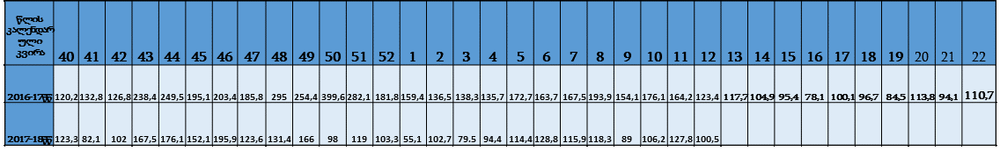 წლის
კალენდარ
ული
კვირა 40 41 42 43 44 45 46 47 48 49 50 51 52 1 2 3 4 5 6 7 8 9 10 11 12 13 14 15 16 17 18 19 20 21 22
2016-17წ 120,2 132,8 126,8 238,4 249,5 195,1 203,4 185,8 295 254,4 399,6 282,1 181,8 159,4 136,5 138,3 135,7 172,7 163,7 167,5 193,9 154,1 176,1 164,2 123,4 117,7 104,9 95,4 78,1 100,1 96,7 84,5 113,8 94,1 110,7
2017-18წ 123,3 82,1 102 167,5 176,1 152,1 195,9 123,6 131,4 166 98 119 103,3 55,1 102,7 79.5 94,4 114,4 128,8 115,9 118,3 89 106,2 127,8 100,5